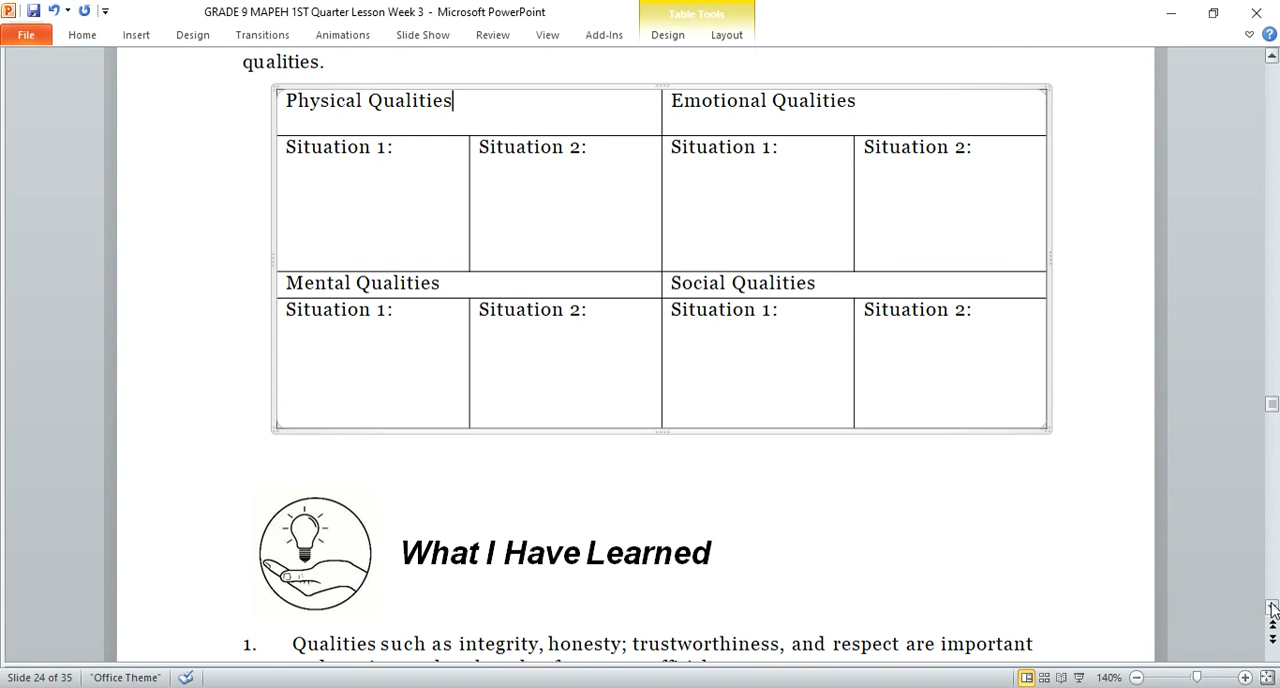 GRADE 9 MAPEH 1ST Quarter Lesson Week 3 - Microsoft PowerPoint
Table Tools
File Home Insert Design Transitions Animations Slide Show Review View Add-Ins Design Layout
qualities.
Physical Qualities Emotional Qualities
Situation 1: Situation 2: Situation 1: Situation 2:
Mental Qualities Social Qualities
Situation 1: Situation 2: Situation 1: Situation 2:
What I Have Learned
1. Qualities such as integrity, honesty; trustworthiness, and respect are important
Slide 24 of 35 "Office Theme" 140%